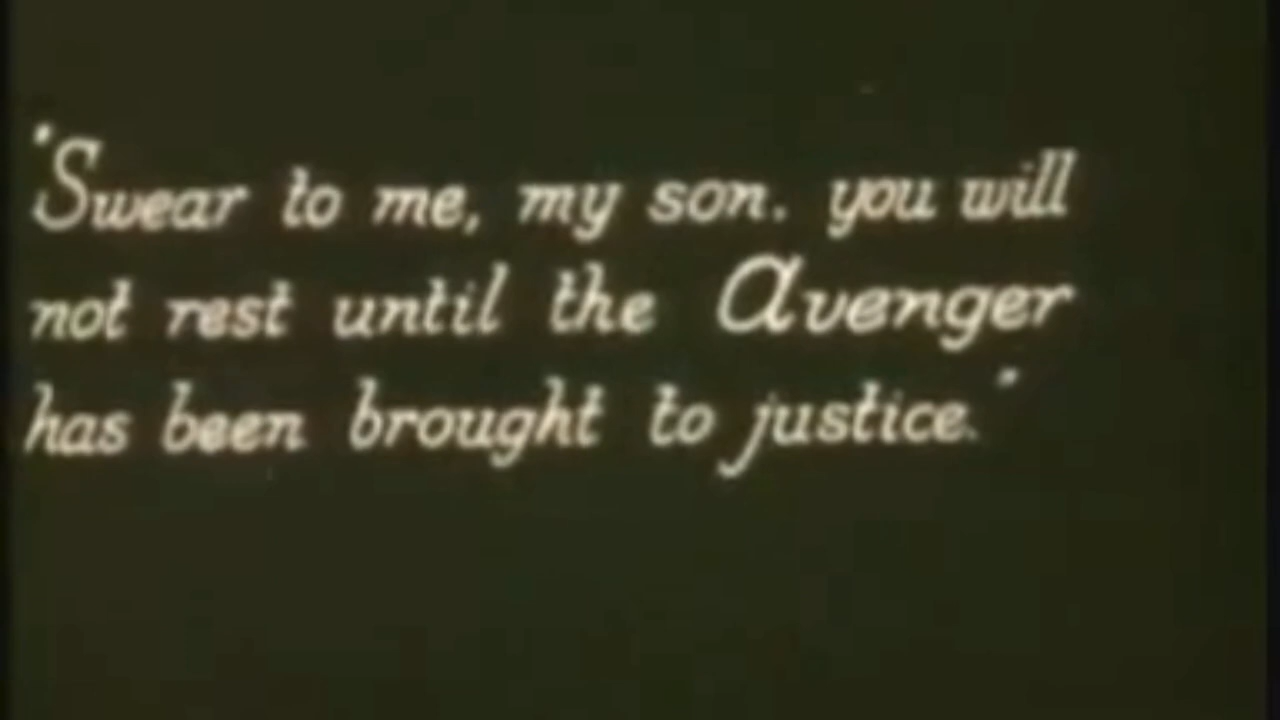 "Swear to me, my son. you will
not rest until the Avenger
has been brought to justice."